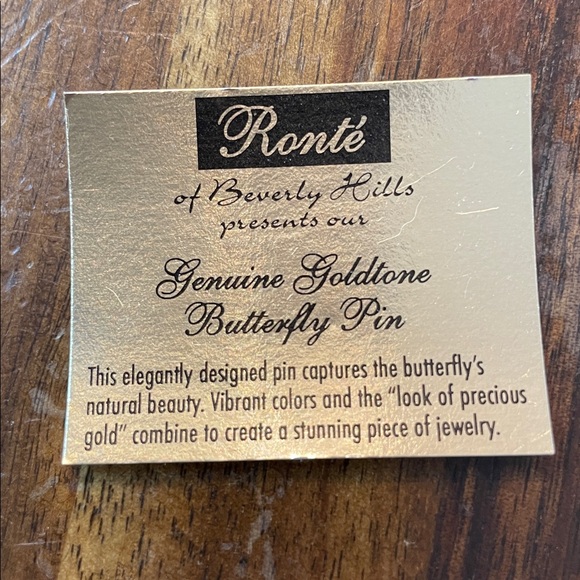 Ronté
of Beverly Hills
presents our
Genuine Goldtone
Butterfly Pin
This elegantly designed pin captures the butterfly's
natural beauty. Vibrant colors and the “look of precious
gold” combine to create a stunning piece of jewelry.